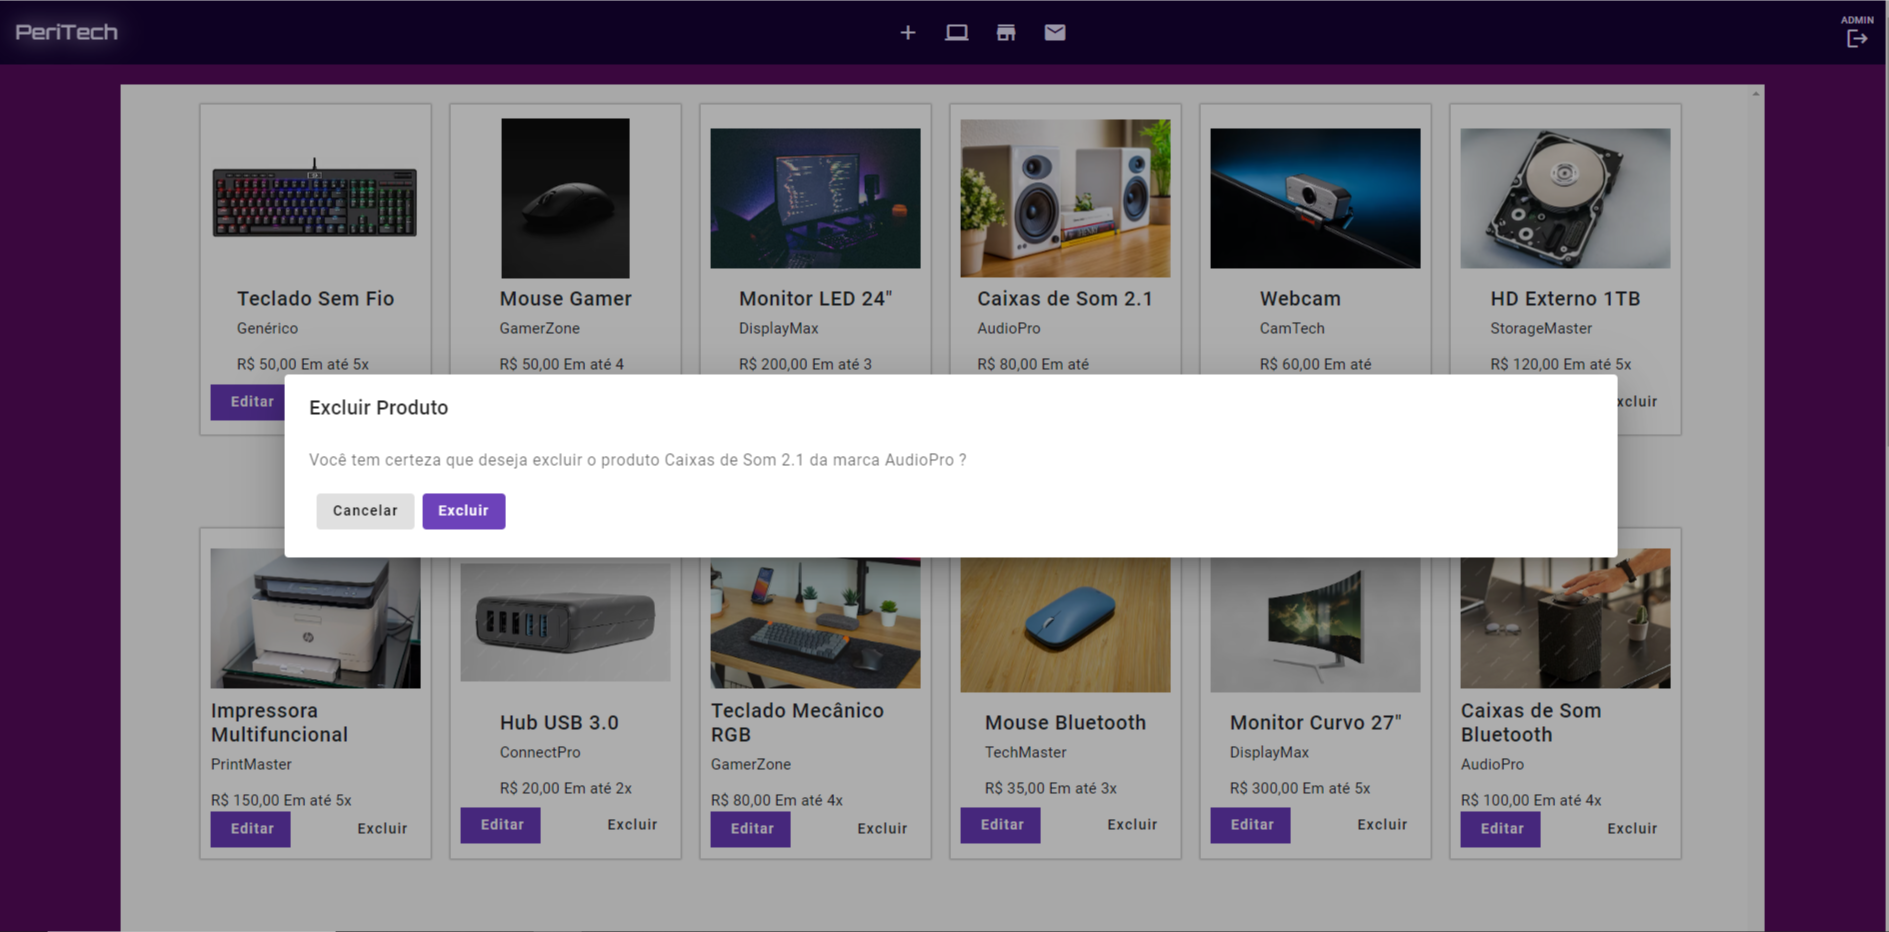 PeriTech
ADMIN
Teclado Sem Fio
Genérico
R$ 50,00 Em até 5x
Editar
Mouse Gamer
GamerZone
R$ 50,00 Em até 4
Monitor LED 24"
DisplayMax
R$ 200,00 Em até 3
Caixas de Som 2.1
AudioPro
R$ 80,00 Em até
Webcam
CamTech
R$ 60,00 Em até
HD Externo 1TB
StorageMaster
R$ 120,00 Em até 5x
xcluir
Excluir Produto
Você tem certeza que deseja excluir o produto Caixas de Som 2.1 da marca AudioPro ?
Cancelar
Excluir
Impressora
Multifuncional
PrintMaster
R$ 150,00 Em até 5x
Editar
Excluir
Hub USB 3.0
ConnectPro
R$ 20,00 Em até 2x
Editar
Excluir
Teclado Mecânico
RGB
GamerZone
R$ 80,00 Em até 4x
Editar
Excluir
Mouse Bluetooth
TechMaster
R$ 35,00 Em até 3x
Editar
Excluir
Monitor Curvo 27"
DisplayMax
R$ 300,00 Em até 5x
Editar
Excluir
Caixas de Som
Bluetooth
AudioPro
R$ 100,00 Em até 4x
Editar
Excluir